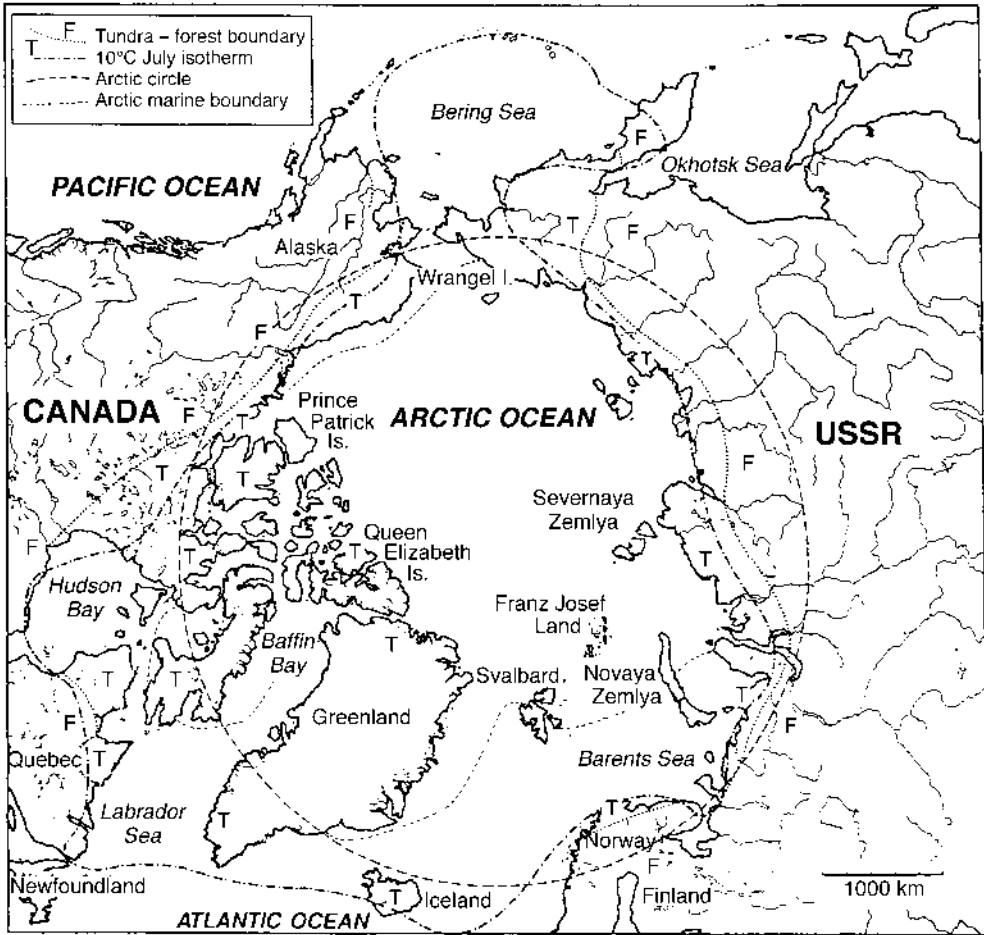 F
T
Tundra – forest boundary
10°C July isotherm
Arctic circle
Arctic marine boundary
Bering Sea
F
Okhotsk Sea
PACIFIC OCEAN
F
T
F
Alaska
Wrangel I.
T
F
T
CANADA
F
T
Prince
Patrick
Is.
ARCTIC OCEAN
USSR
T
T
F
Severnaya
Zemlya
Queen
Elizabeth
Is.
T
F
T
T
Hudson
Bay
Franz Josef
Land
Baffin
Bay
T
T
T
Svalbard
Novaya
Zemlya
T
F
Greenland
F
Quebec
T
Barents Sea
Labrador
Sea
T
T
Norway
F
Newfoundland
T
Iceland
Finland
1000 km
ATLANTIC OCEAN